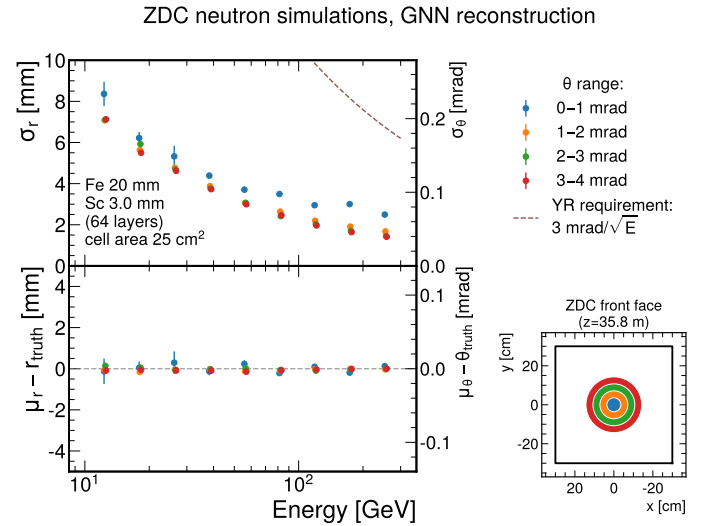 ZDC neutron simulations, GNN reconstruction
10
8
6
4
2
0
σr [mm]
0.2
0.1
0.0
σθ [mrad]
Fe 20 mm
Sc 3.0 mm
(64 layers)
cell area 25 cm²
θ range:
0−1 mrad
1−2 mrad
2−3 mrad
3−4 mrad
YR requirement:
3 mrad/√E
4
2
0
-2
-4
μr − rtruth [mm]
0.1
0.0
-0.1
μθ − θtruth [mrad]
10¹
10²
Energy [GeV]
ZDC front face
(z=35.8 m)
y [cm]
20
0
-20
20
0
-20
x [cm]